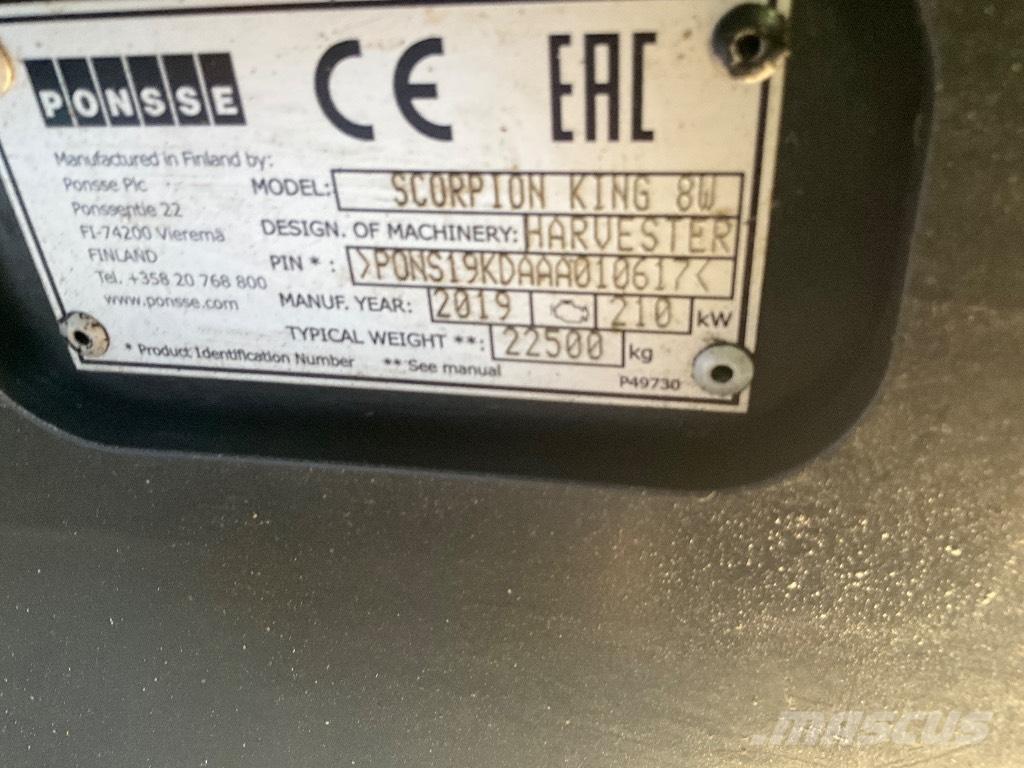 PONSSE CE EAC
Manufactured in Finland by:
Ponsse Plc
Ponssentie 22
FI-74200 Vieremä
FINLAND
Tel. +358 20 768 800
www.ponsse.com
MODEL: SCORPION KING 8W
DESIGN. OF MACHINERY: HARVESTER
PIN * : >PONS19KDAAA010617<
MANUF. YEAR: 2019 210 kW
TYPICAL WEIGHT **: 22500 kg
* Product Identification Number ** See manual
P49730
mascus